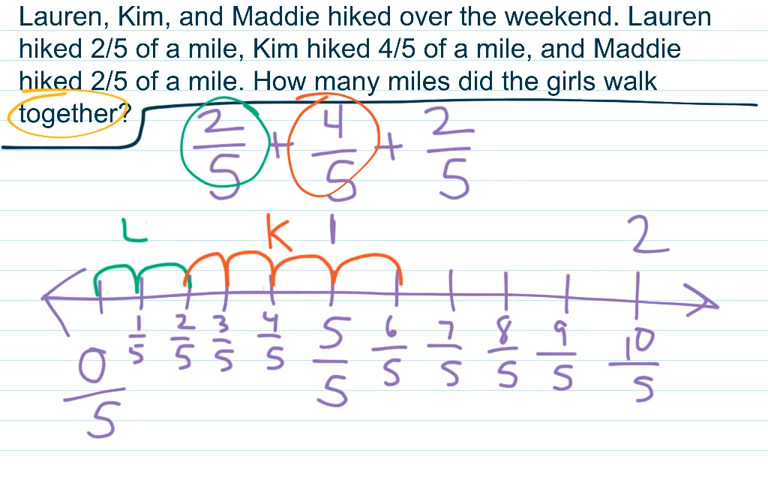 Lauren, Kim, and Maddie hiked over the weekend. Lauren
hiked 2/5 of a mile, Kim hiked 4/5 of a mile, and Maddie
hiked 2/5 of a mile. How many miles did the girls walk
together?
2/5 + 4/5 + 2/5
L K 1 2
0/5 1/5 2/5 3/5 4/5 5/5 6/5 7/5 8/5 9/5 10/5